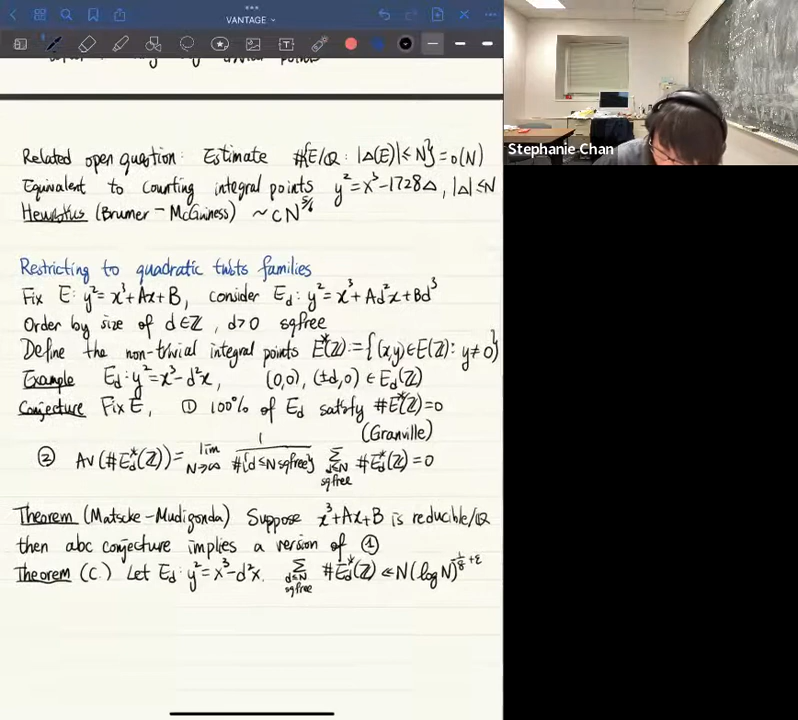 VANTAGE
Related open question: Estimate #{E/Q : |Δ(E)| ≤ N} = o(N)
Equivalent to counting integral points y² = x³ - 1728Δ, |Δ| ≤ N
Heuristics (Brumer - McGuiness) ~ cN^{5/6}
Restricting to quadratic twists families
Fix E: y² = x³ + Ax + B, consider E_d: y² = x³ + Ad²x + Bd³
Order by size of d ∈ ℤ, d > 0 sqfree
Define the non-trivial integral points E*(ℤ) := {(x,y) ∈ E(ℤ): y ≠ 0}
Example E_d: y² = x³ - d²x, (0,0), (±d,0) ∈ E_d(ℤ)
Conjecture Fix E, ① 100% of E_d satisfy #E*(ℤ) = 0
(Granville)
② Av(#E_d*(ℤ)) = lim_{N→∞} 1/#{d ≤ N sqfree} Σ_{d≤N sqfree} #E_d*(ℤ) = 0
Theorem (Matscke - Mudigonda) Suppose x³ + Ax + B is reducible/ℚ
then abc conjecture implies a version of ①
Theorem (C.) Let E_d: y² = x³ - d²x. Σ_{d≤N sqfree} #E_d*(ℤ) ≪ N(log N)^{-1/8+ε}
Stephanie Chan